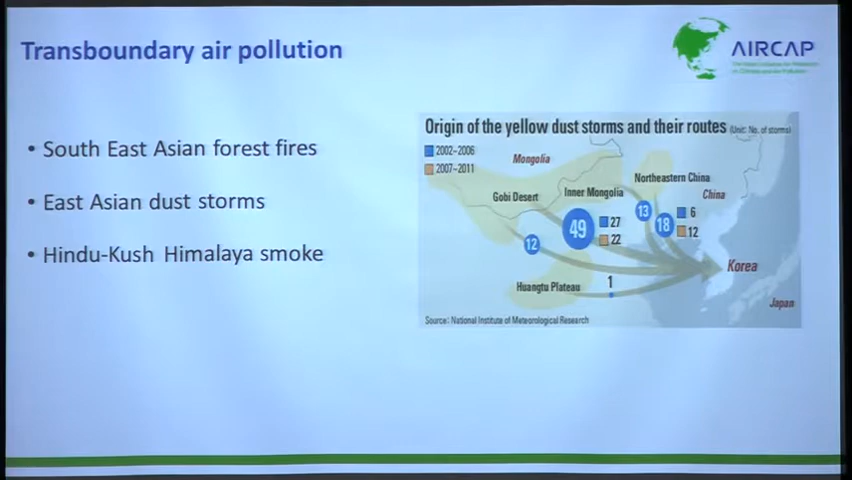 Transboundary air pollution
AIRCAP
• South East Asian forest fires
• East Asian dust storms
• Hindu-Kush Himalaya smoke
Origin of the yellow dust storms and their routes (Unit: No. of storms)
2002~2006
2007~2011
Mongolia
Gobi Desert
Inner Mongolia
Northeastern China
China
49
27
22
13
18
6
12
12
Korea
Huangtu Plateau
1
Japan
Source: National Institute of Meteorological Research